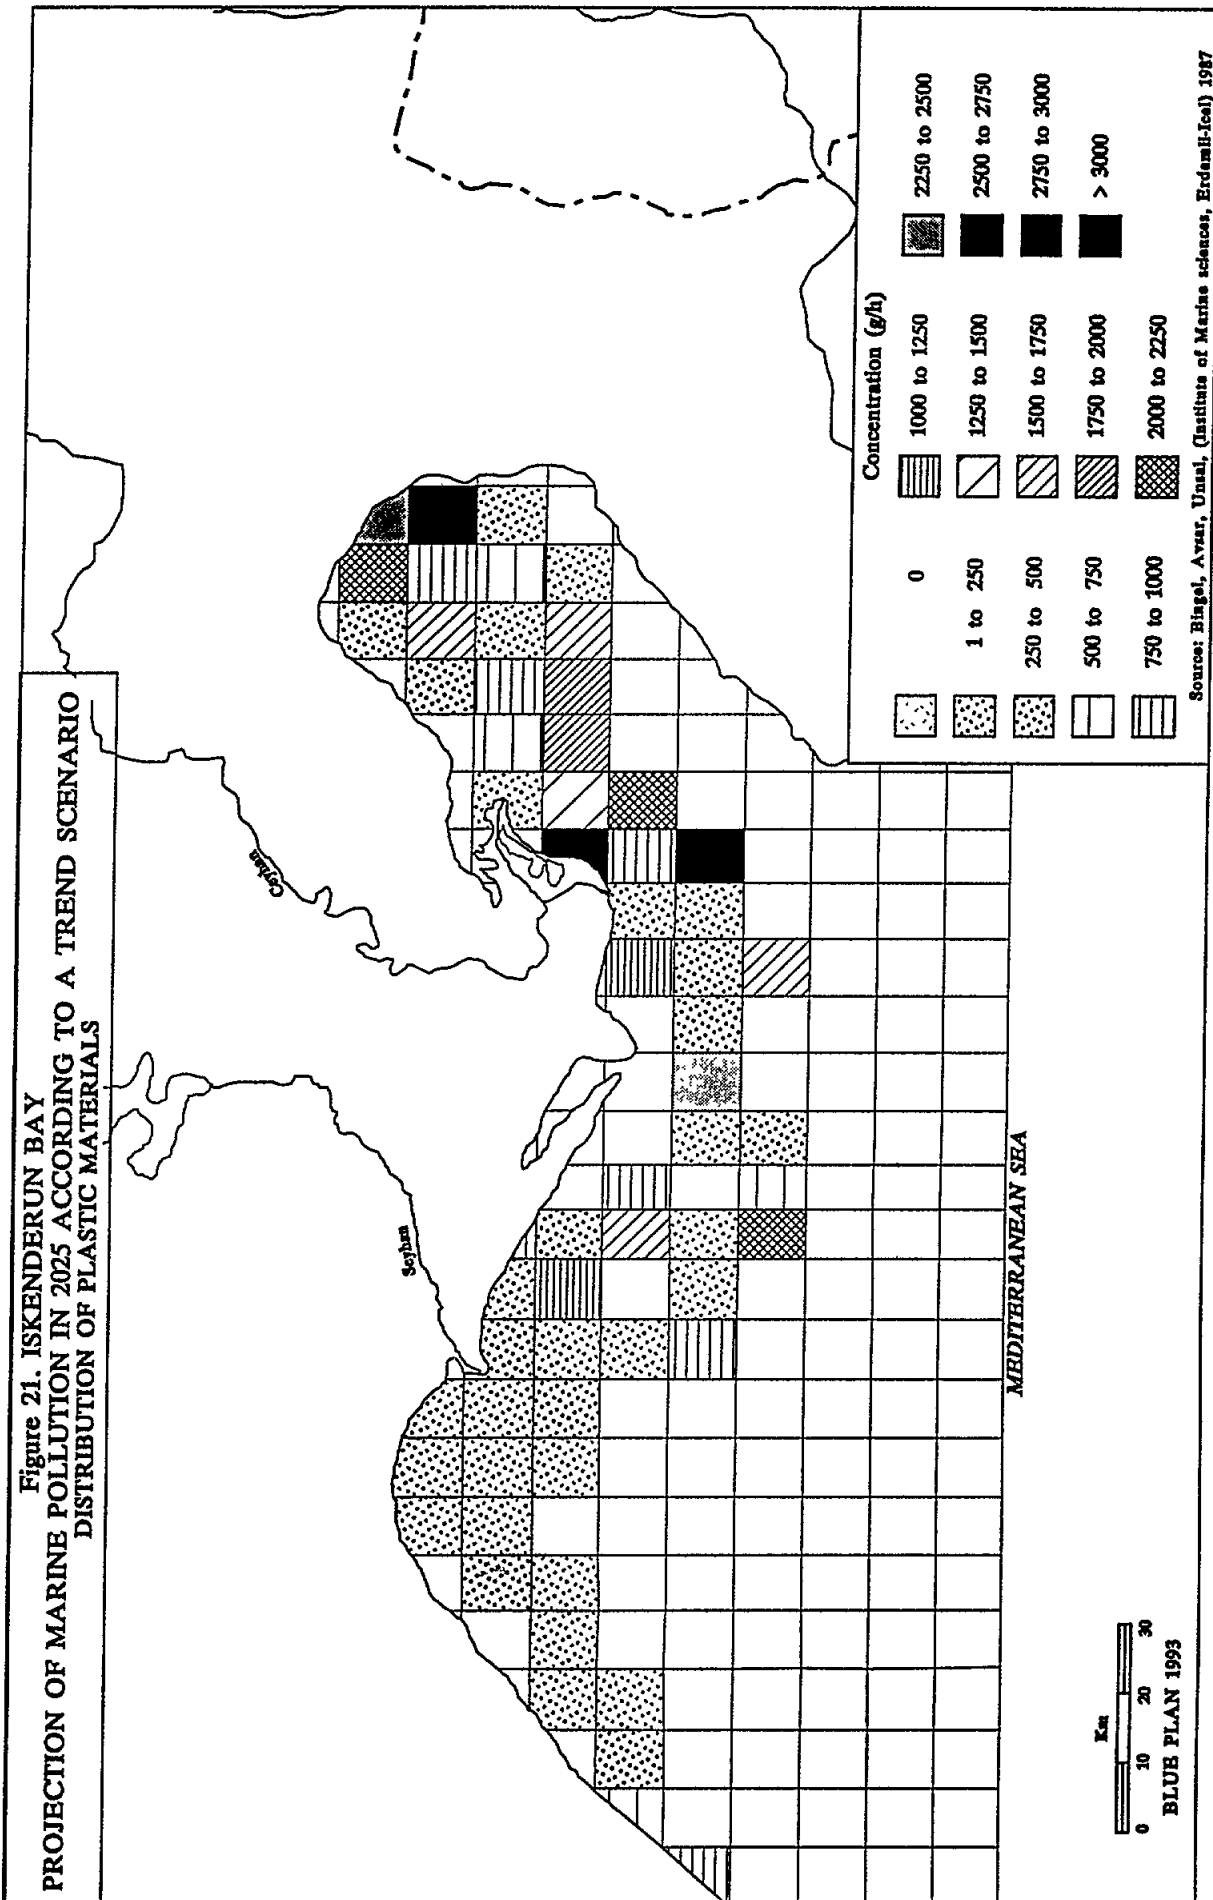 Figure 21. ISKENDERUN BAY
PROJECTION OF MARINE POLLUTION IN 2025 ACCORDING TO A TREND SCENARIO
DISTRIBUTION OF PLASTIC MATERIALS
Seyhan
Ceyhan
MEDITERRANEAN SEA
Concentration (g/h)
0
1 to 250
250 to 500
500 to 750
750 to 1000
1000 to 1250
1250 to 1500
1500 to 1750
1750 to 2000
2000 to 2250
2250 to 2500
2500 to 2750
2750 to 3000
> 3000
Source: Bingel, Avsar, Unsal, (Institute of Marine sciences, Erdemli-Icel) 1987
Km
0 10 20 30
BLUE PLAN 1993